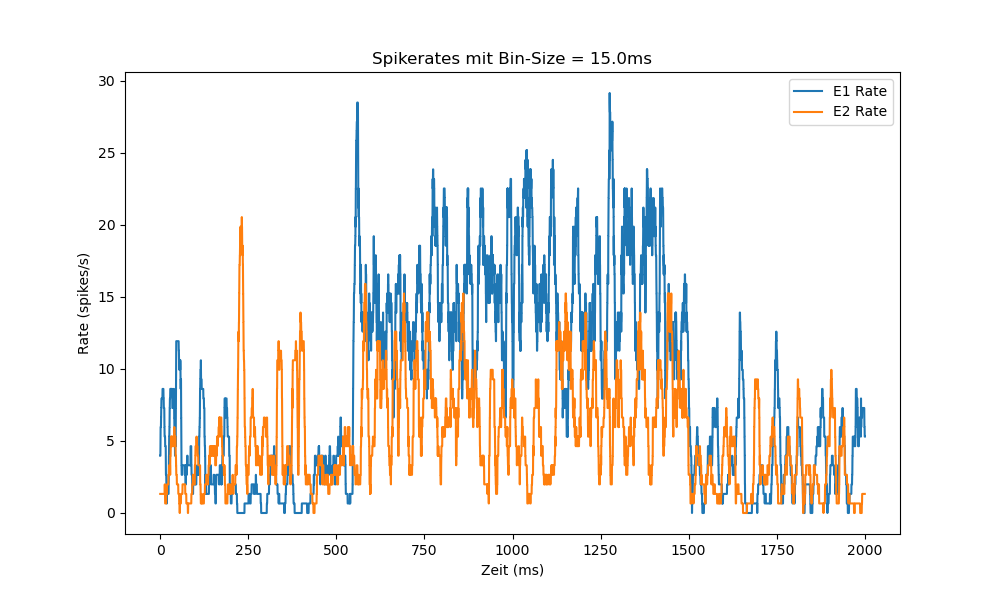 Spikerates mit Bin-Size = 15.0ms
E1 Rate
E2 Rate
Rate (spikes/s)
30
25
20
15
10
5
0
0 250 500 750 1000 1250 1500 1750 2000
Zeit (ms)